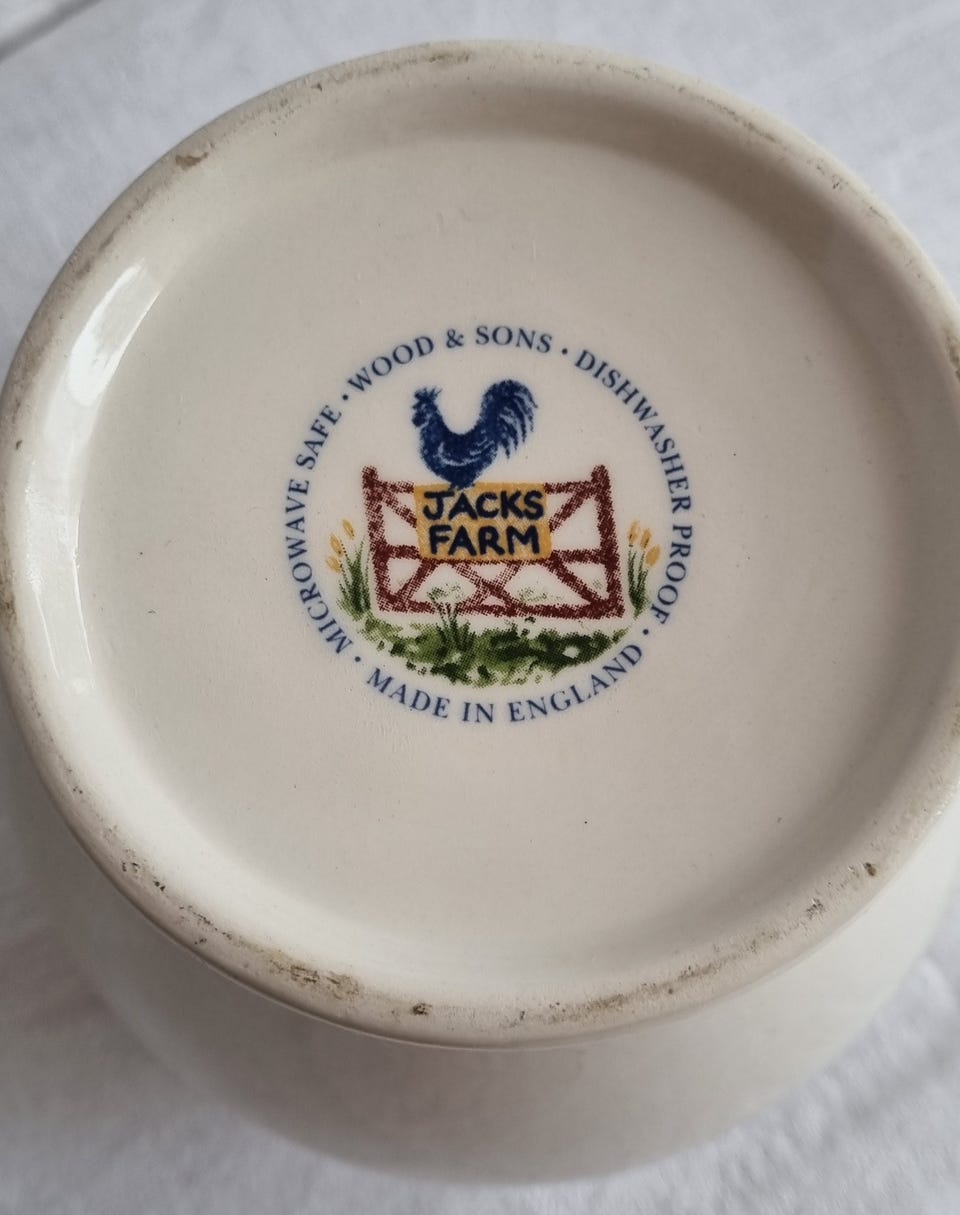 WOOD & SONS · DISHWASHER PROOF · MADE IN ENGLAND · MICROWAVE SAFE ·
JACKS
FARM